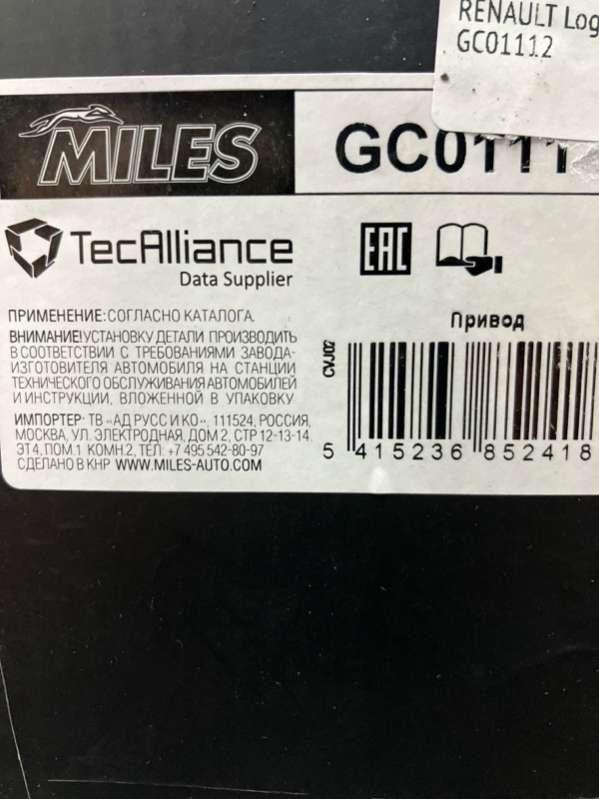 RENAULT Log
GC01112
MILES
GC0111
TecAlliance
Data Supplier
EAC
ПРИМЕНЕНИЕ: СОГЛАСНО КАТАЛОГА.
ВНИМАНИЕ! УСТАНОВКУ ДЕТАЛИ ПРОИЗВОДИТЬ
В СООТВЕТСТВИИ С ТРЕБОВАНИЯМИ ЗАВОДА-
ИЗГОТОВИТЕЛЯ АВТОМОБИЛЯ НА СТАНЦИИ
ТЕХНИЧЕСКОГО ОБСЛУЖИВАНИЯ АВТОМОБИЛЕЙ
И ИНСТРУКЦИИ, ВЛОЖЕННОЙ В УПАКОВКУ
ИМПОРТЕР: ТВ «АД РУСС И КО», 111524, РОССИЯ,
МОСКВА, УЛ. ЭЛЕКТРОДНАЯ, ДОМ 2, СТР 12-13-14
ЭТ 4, ПОМ.1 КОМН.2, ТЕЛ: +7 495 542-80-97
СДЕЛАНО В КНР WWW.MILES-AUTO.COM
Привод
CVJ02
5 415236 852418